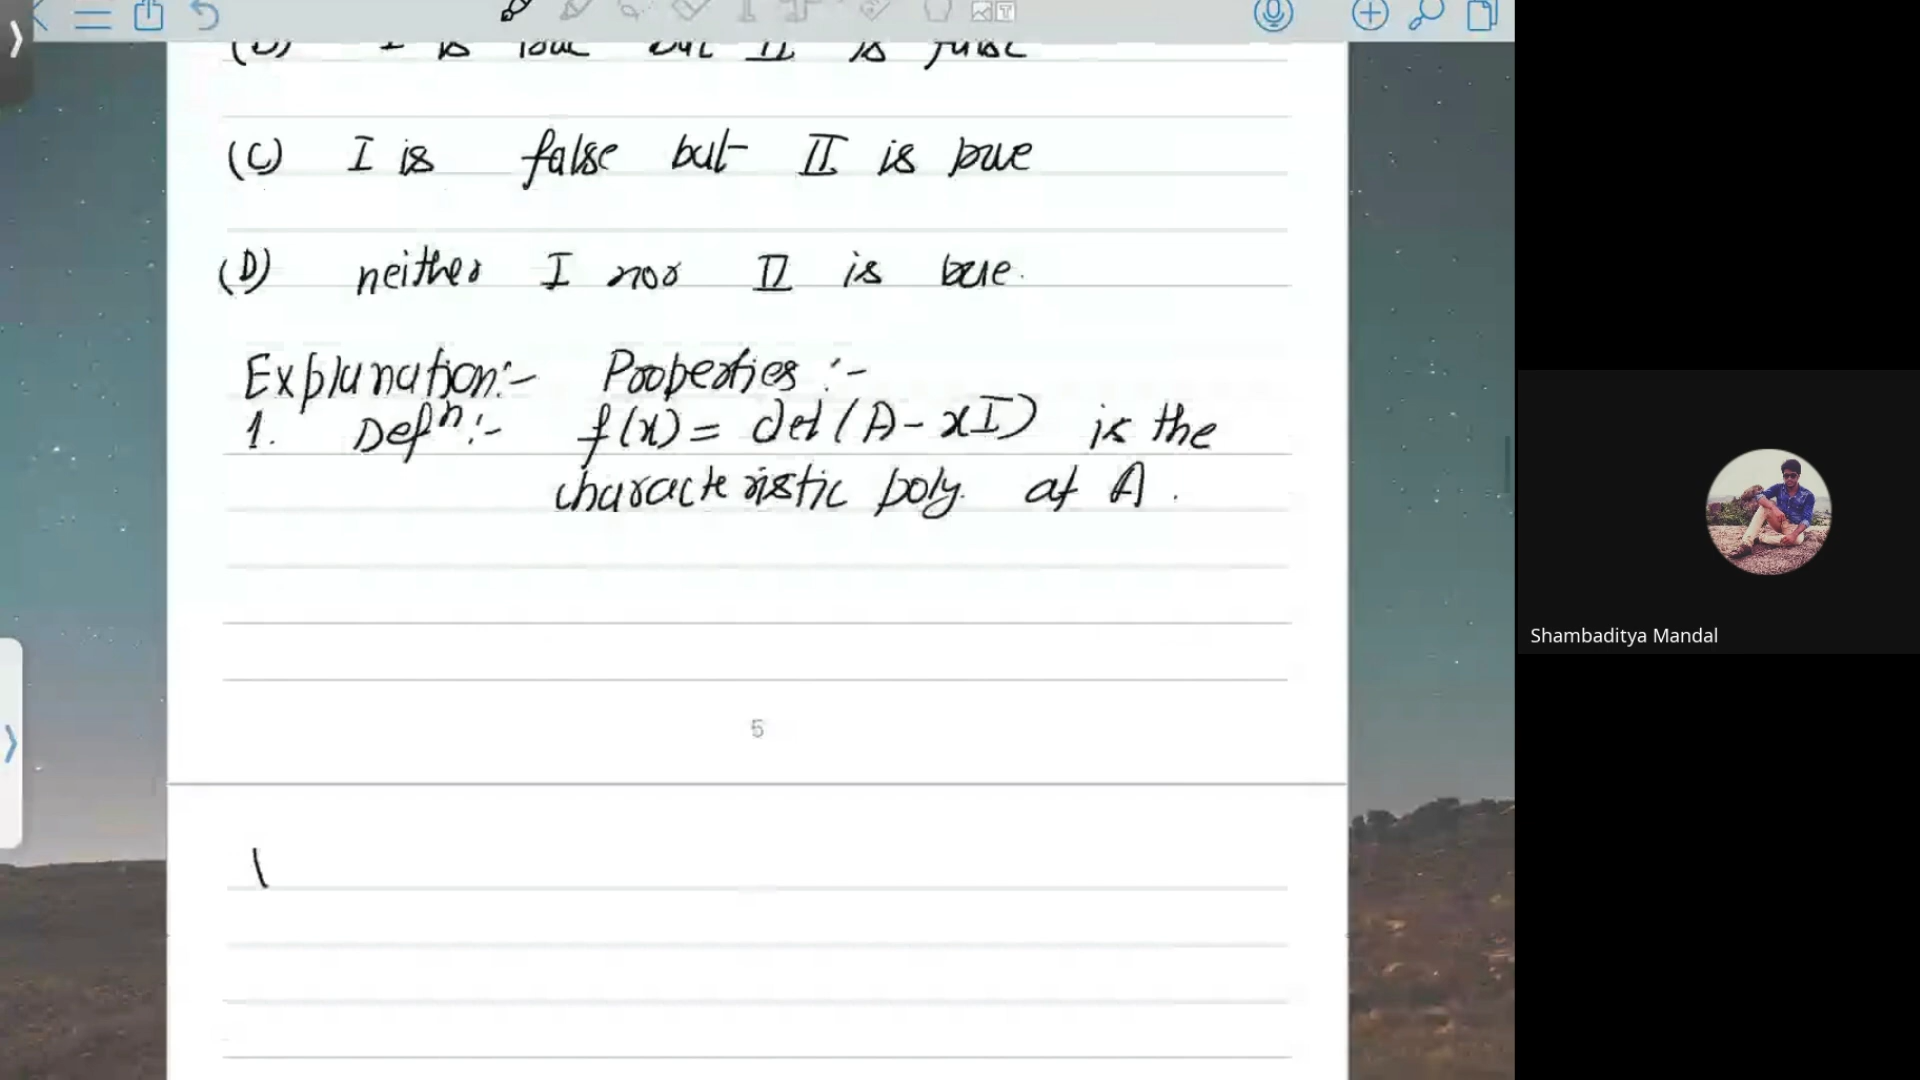 (C) I is false but II is true
(D) neither I nor II is true.
Explanation:- Properties:-
1. Defⁿ:- f(x) = det(A - xI) is the
characteristic poly. of A.
5
Shambaditya Mandal